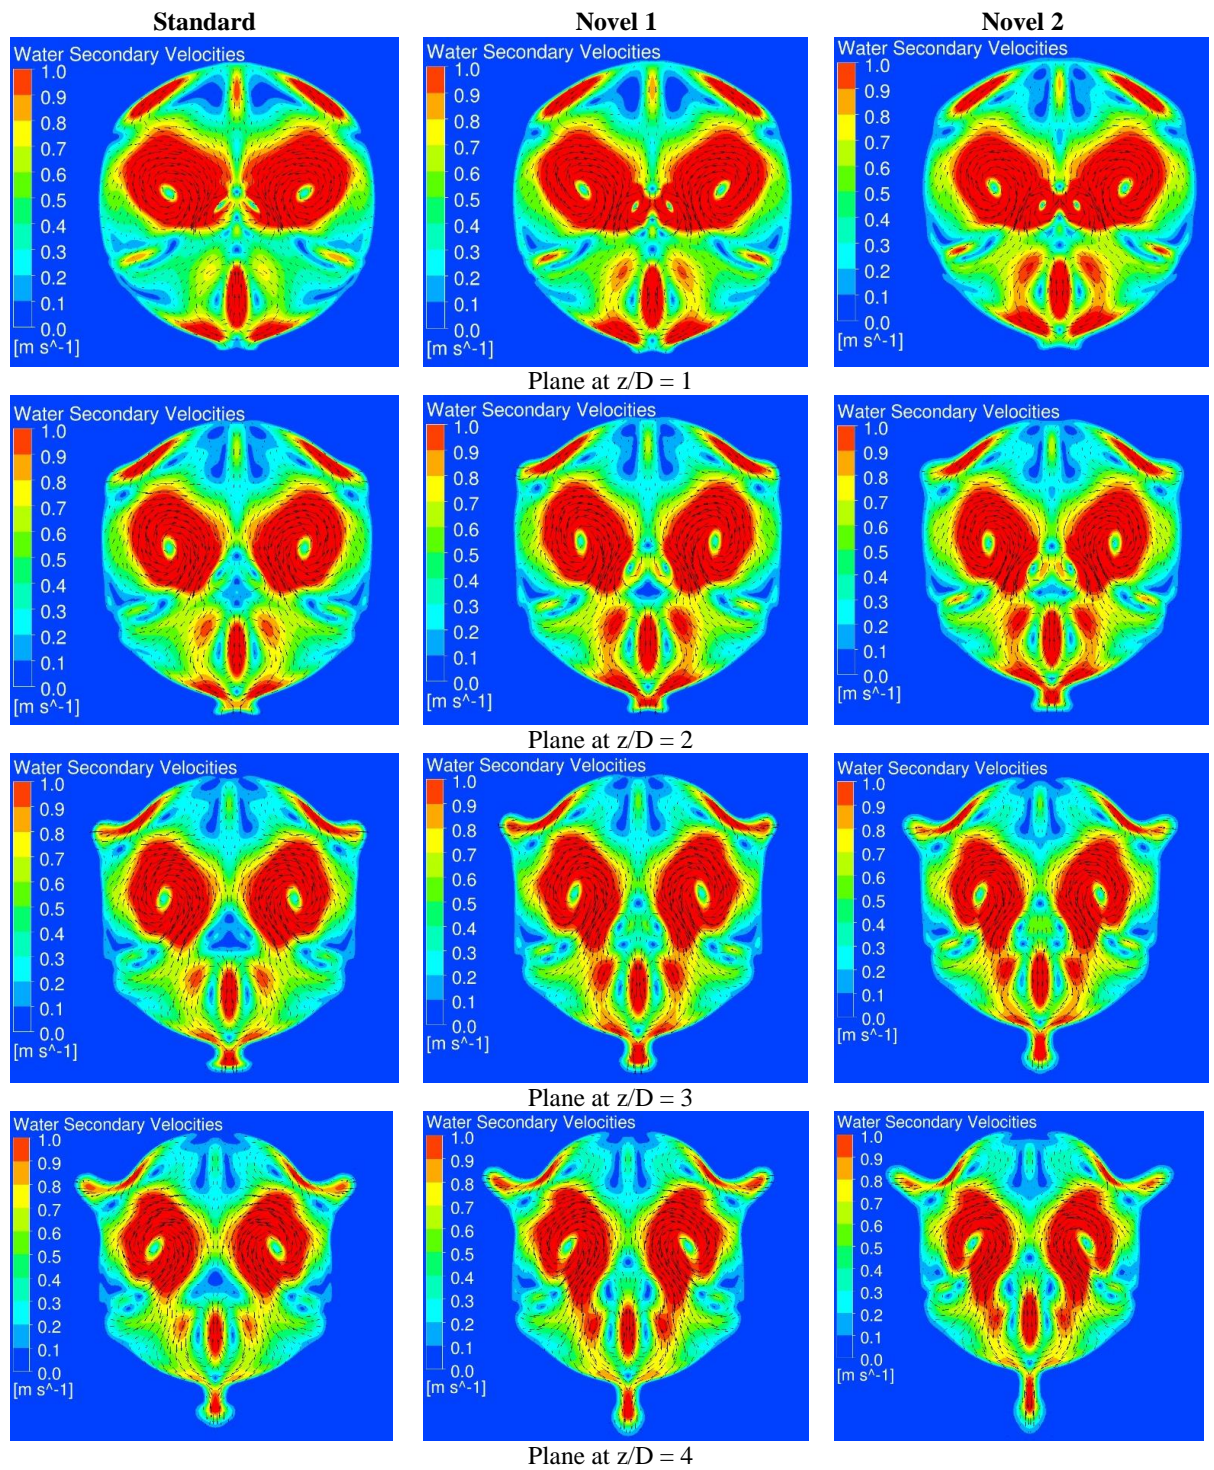 Standard Novel 1 Novel 2
Water Secondary Velocities Water Secondary Velocities Water Secondary Velocities
1.0 1.0 1.0
0.9 0.9 0.9
0.8 0.8 0.8
0.7 0.7 0.7
0.6 0.6 0.6
0.5 0.5 0.5
0.4 0.4 0.4
0.3 0.3 0.3
0.2 0.2 0.2
0.1 0.1 0.1
0.0 0.0 0.0
[m s^-1] [m s^-1] [m s^-1]
Plane at z/D = 1
Water Secondary Velocities Water Secondary Velocities Water Secondary Velocities
1.0 1.0 1.0
0.9 0.9 0.9
0.8 0.8 0.8
0.7 0.7 0.7
0.6 0.6 0.6
0.5 0.5 0.5
0.4 0.4 0.4
0.3 0.3 0.3
0.2 0.2 0.2
0.1 0.1 0.1
0.0 0.0 0.0
[m s^-1] [m s^-1] [m s^-1]
Plane at z/D = 2
Water Secondary Velocities Water Secondary Velocities Water Secondary Velocities
1.0 1.0 1.0
0.9 0.9 0.9
0.8 0.8 0.8
0.7 0.7 0.7
0.6 0.6 0.6
0.5 0.5 0.5
0.4 0.4 0.4
0.3 0.3 0.3
0.2 0.2 0.2
0.1 0.1 0.1
0.0 0.0 0.0
[m s^-1] [m s^-1] [m s^-1]
Plane at z/D = 3
Water Secondary Velocities Water Secondary Velocities Water Secondary Velocities
1.0 1.0 1.0
0.9 0.9 0.9
0.8 0.8 0.8
0.7 0.7 0.7
0.6 0.6 0.6
0.5 0.5 0.5
0.4 0.4 0.4
0.3 0.3 0.3
0.2 0.2 0.2
0.1 0.1 0.1
0.0 0.0 0.0
[m s^-1] [m s^-1] [m s^-1]
Plane at z/D = 4